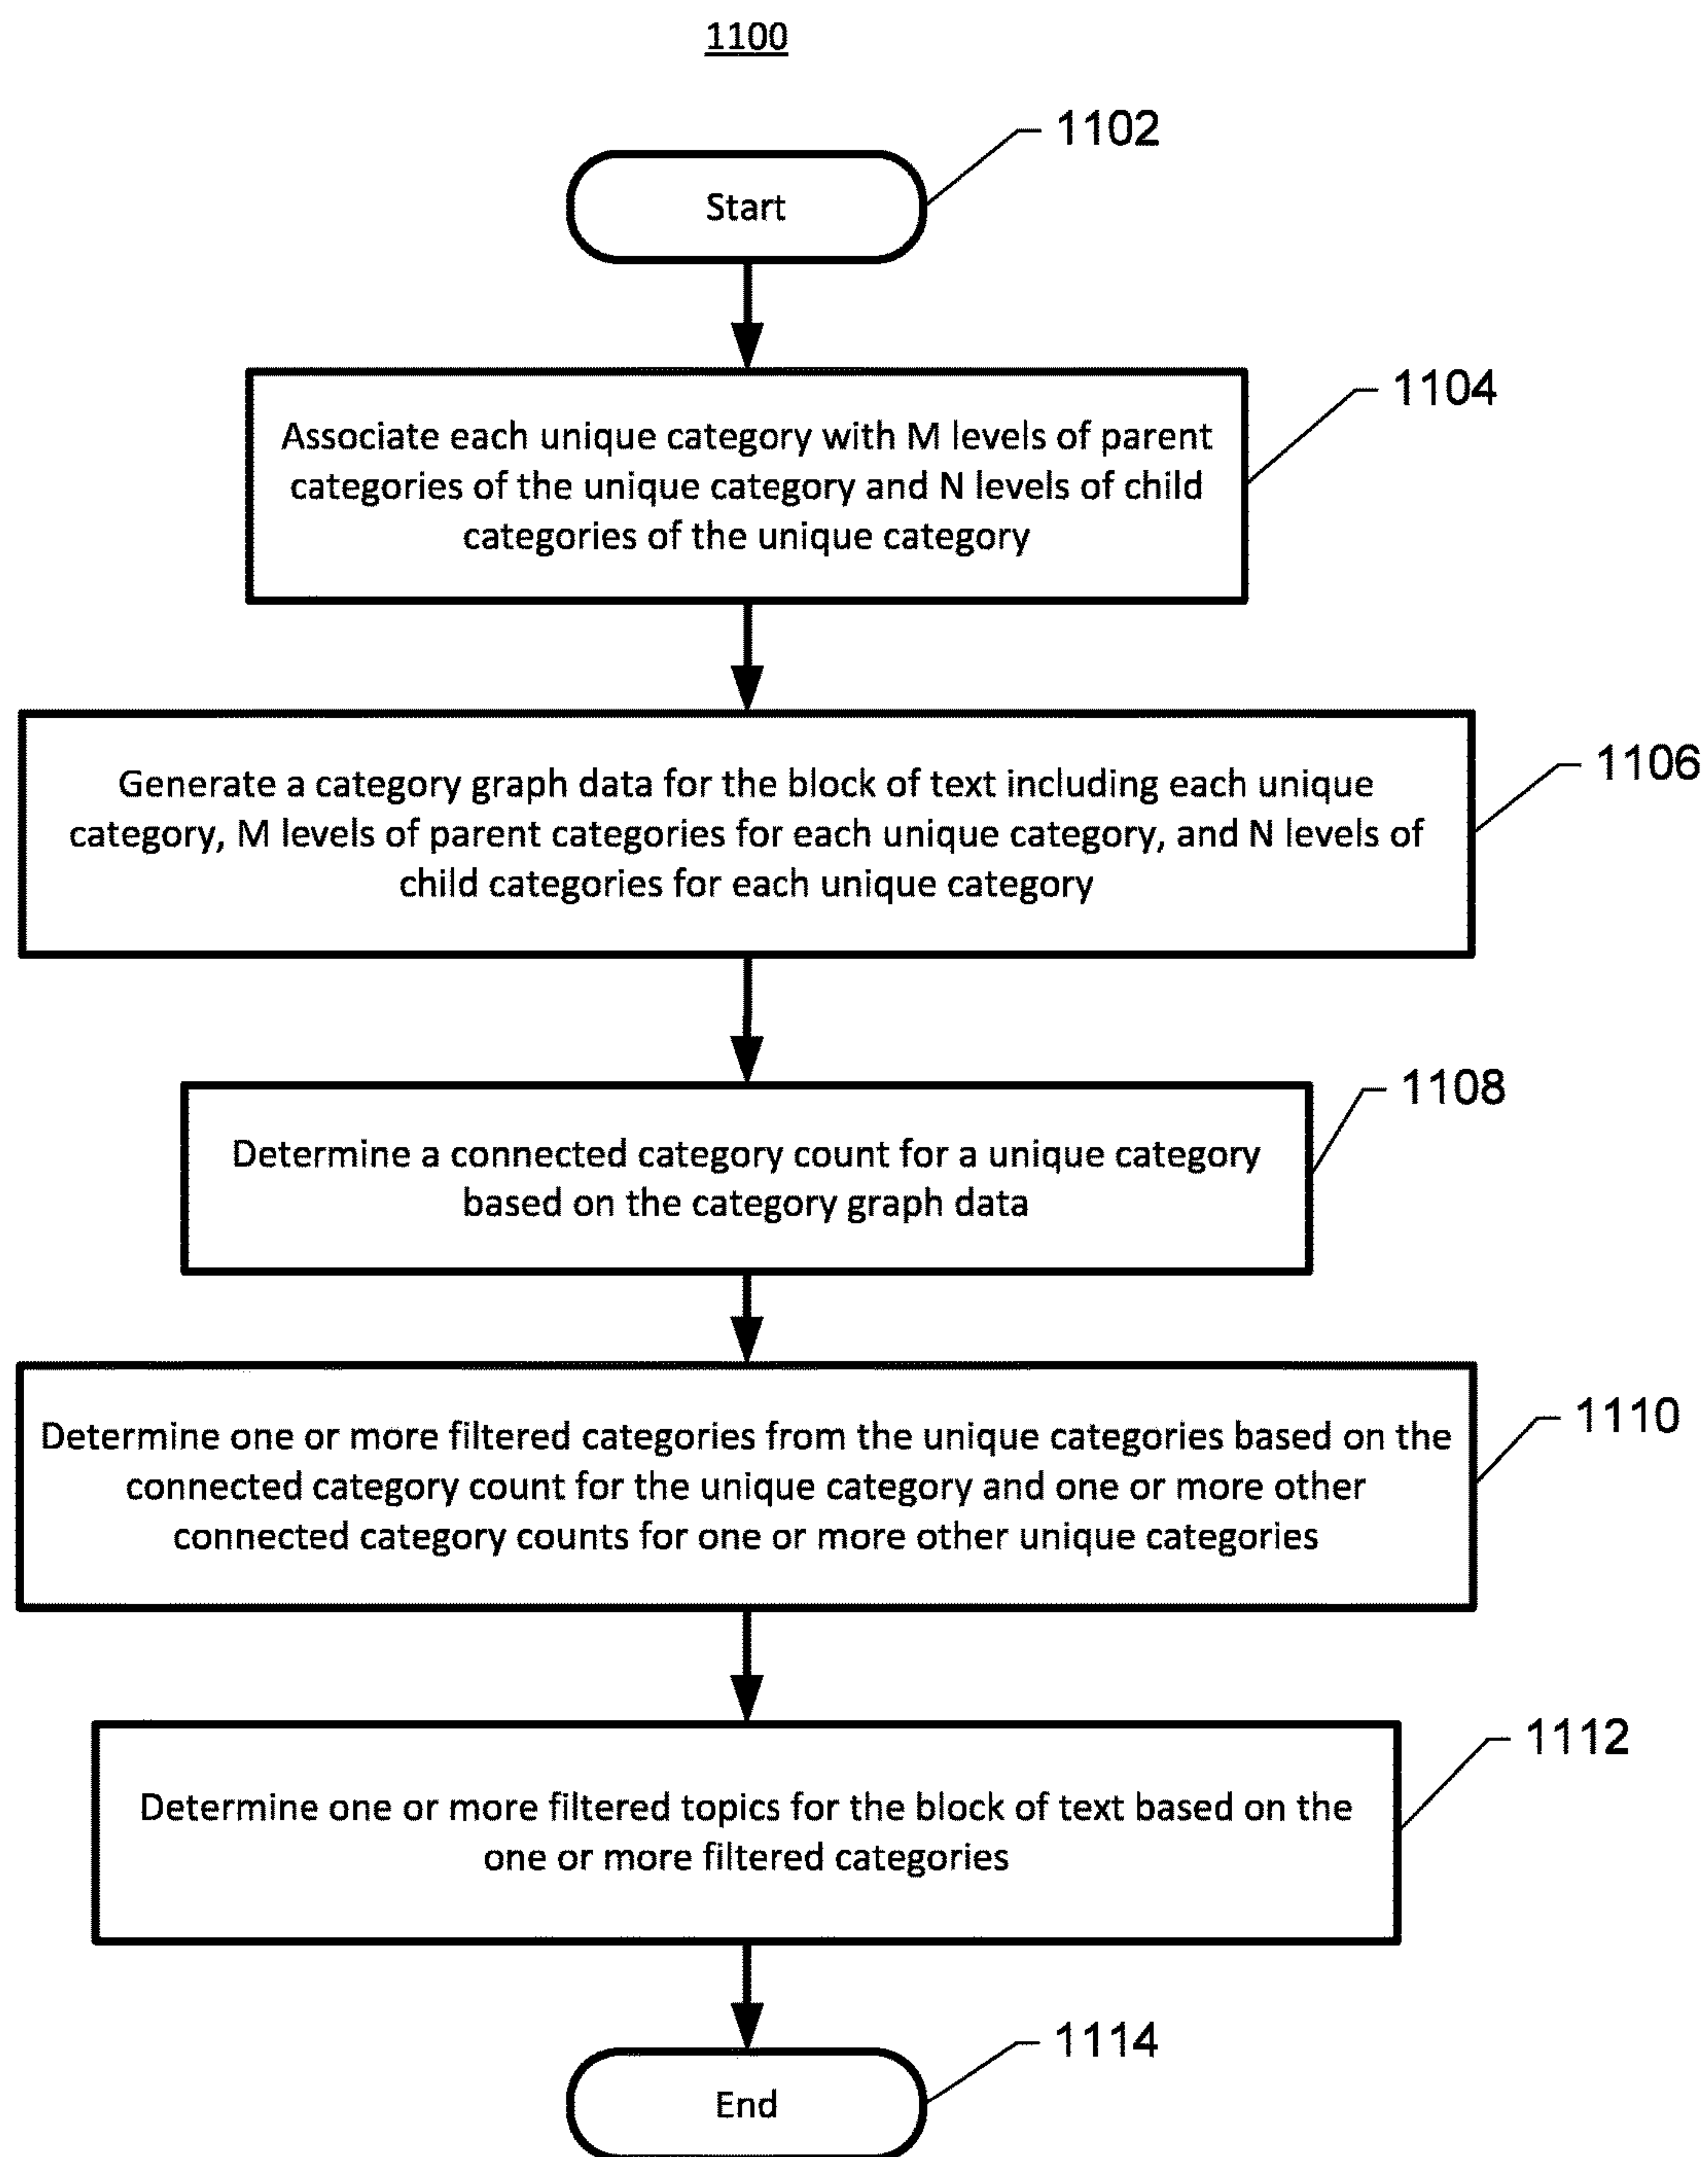 1100
1102
Start
1104
Associate each unique category with M levels of parent
categories of the unique category and N levels of child
categories of the unique category
1106
Generate a category graph data for the block of text including each unique
category, M levels of parent categories for each unique category, and N levels of
child categories for each unique category
1108
Determine a connected category count for a unique category
based on the category graph data
1110
Determine one or more filtered categories from the unique categories based on the
connected category count for the unique category and one or more other
connected category counts for one or more other unique categories
1112
Determine one or more filtered topics for the block of text based on the
one or more filtered categories
1114
End